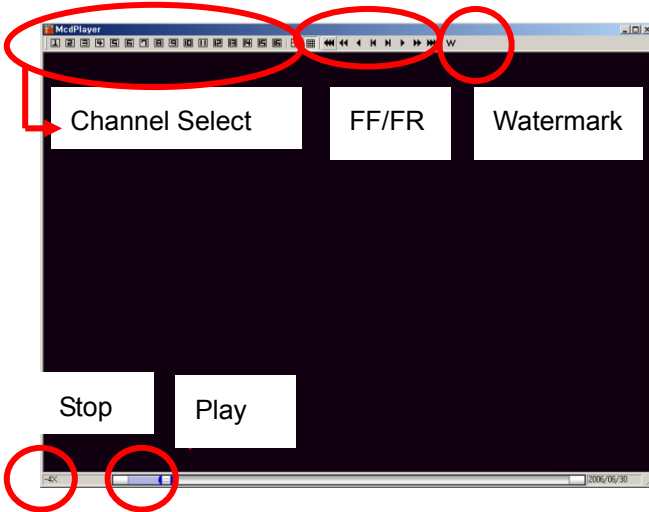 McdPlayer
1 2 3 4 5 6 7 8 9 10 11 12 13 14 15 16 W
Channel Select
FF/FR
Watermark
Stop
Play
-4X
2006/06/30